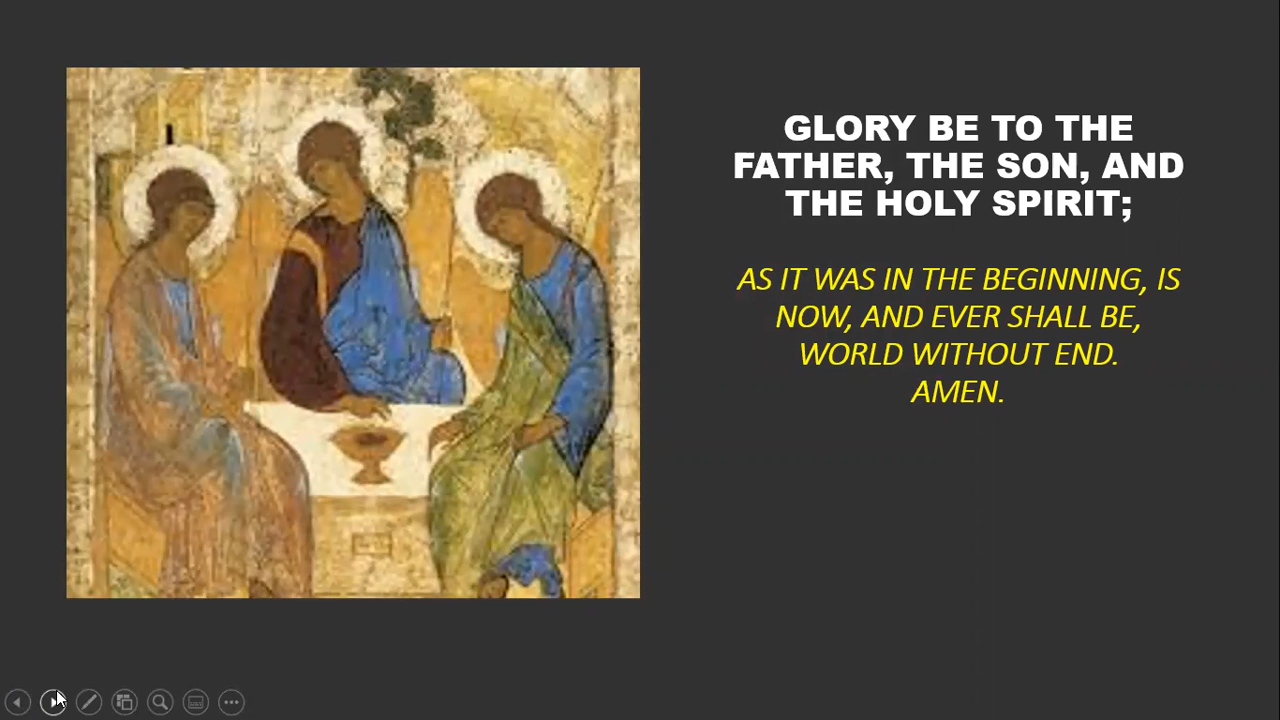 GLORY BE TO THE
FATHER, THE SON, AND
THE HOLY SPIRIT;
AS IT WAS IN THE BEGINNING, IS
NOW, AND EVER SHALL BE,
WORLD WITHOUT END.
AMEN.